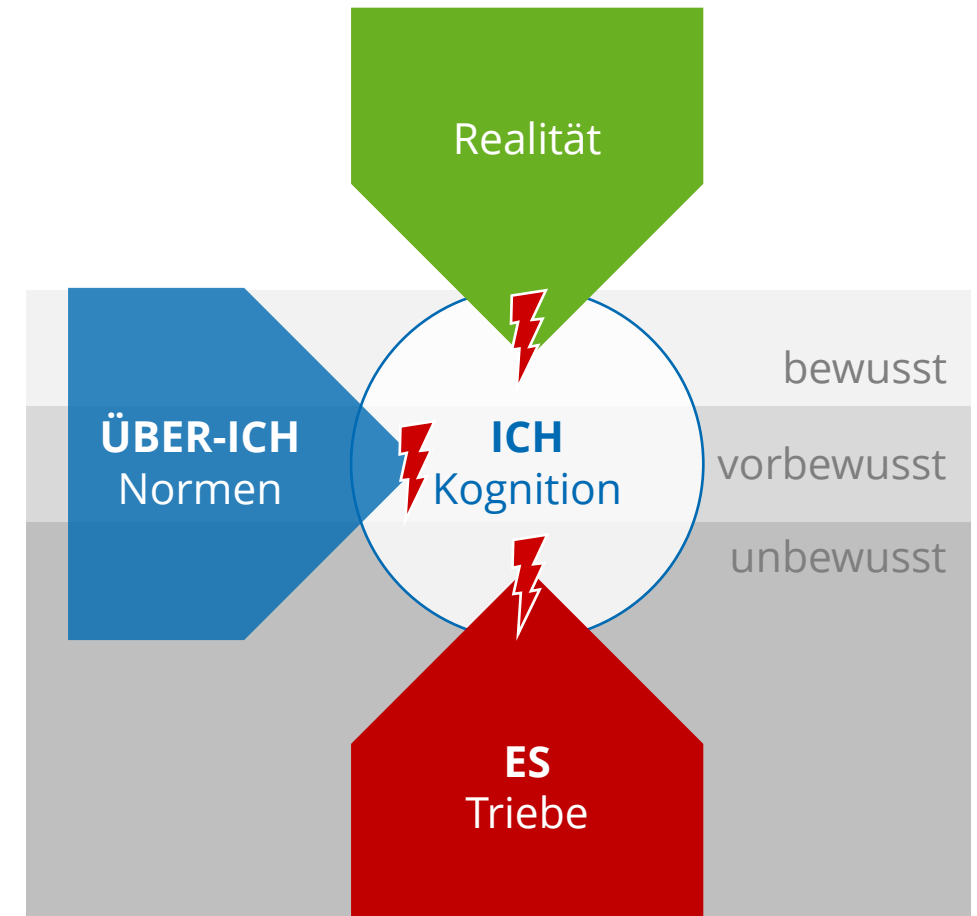 Realität
bewusst
ÜBER-ICH
Normen
ICH
Kognition
vorbewusst
unbewusst
ES
Triebe